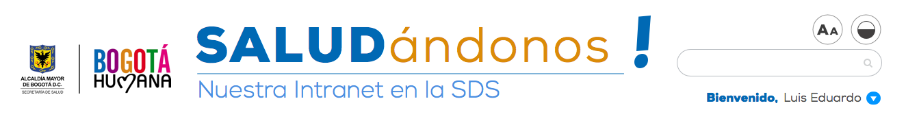 ALCALDÍA MAYOR
DE BOGOTÁ D.C.
SECRETARÍA DE SALUD
BOGOTÁ
HUMANA
SALUDándonos!
Nuestra Intranet en la SDS
AA
Bienvenido, Luis Eduardo